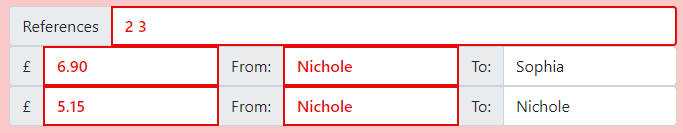 References 2 3
£ 6.90 From: Nichole To: Sophia
£ 5.15 From: Nichole To: Nichole